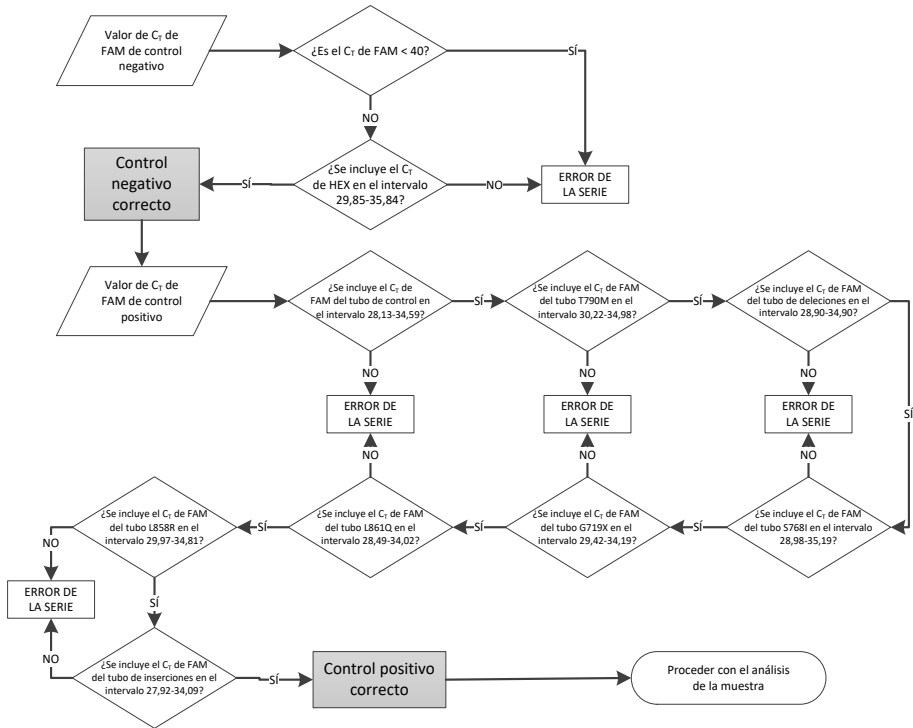 Valor de CT de
FAM de control
negativo
¿Es el CT de FAM < 40?
SÍ
NO
¿Se incluye el CT
de HEX en el intervalo
29,85-35,84?
NO
ERROR DE
LA SERIE
SÍ
Control
negativo
correcto
Valor de CT de
FAM de control
positivo
¿Se incluye el CT de
FAM del tubo de control en
el intervalo 28,13-34,59?
SÍ
¿Se incluye el CT de FAM
del tubo T790M en el
intervalo 30,22-34,98?
SÍ
¿Se incluye el CT de FAM
del tubo de deleciones en el
intervalo 28,90-34,90?
SÍ
NO
NO
NO
ERROR DE
LA SERIE
ERROR DE
LA SERIE
ERROR DE
LA SERIE
NO
NO
NO
¿Se incluye el CT de FAM
del tubo S768I en el intervalo
28,98-35,19?
SÍ
¿Se incluye el CT de FAM
del tubo G719X en el
intervalo 29,42-34,19?
SÍ
¿Se incluye el CT de FAM
del tubo L861Q en el intervalo
28,49-34,02?
SÍ
¿Se incluye el CT de FAM
del tubo L858R en el
intervalo 29,97-34,81?
NO
ERROR DE
LA SERIE
SÍ
NO
¿Se incluye el CT de FAM
del tubo de inserciones en el
intervalo 27,92-34,09?
SÍ
Control positivo
correcto
Proceder con el análisis
de la muestra